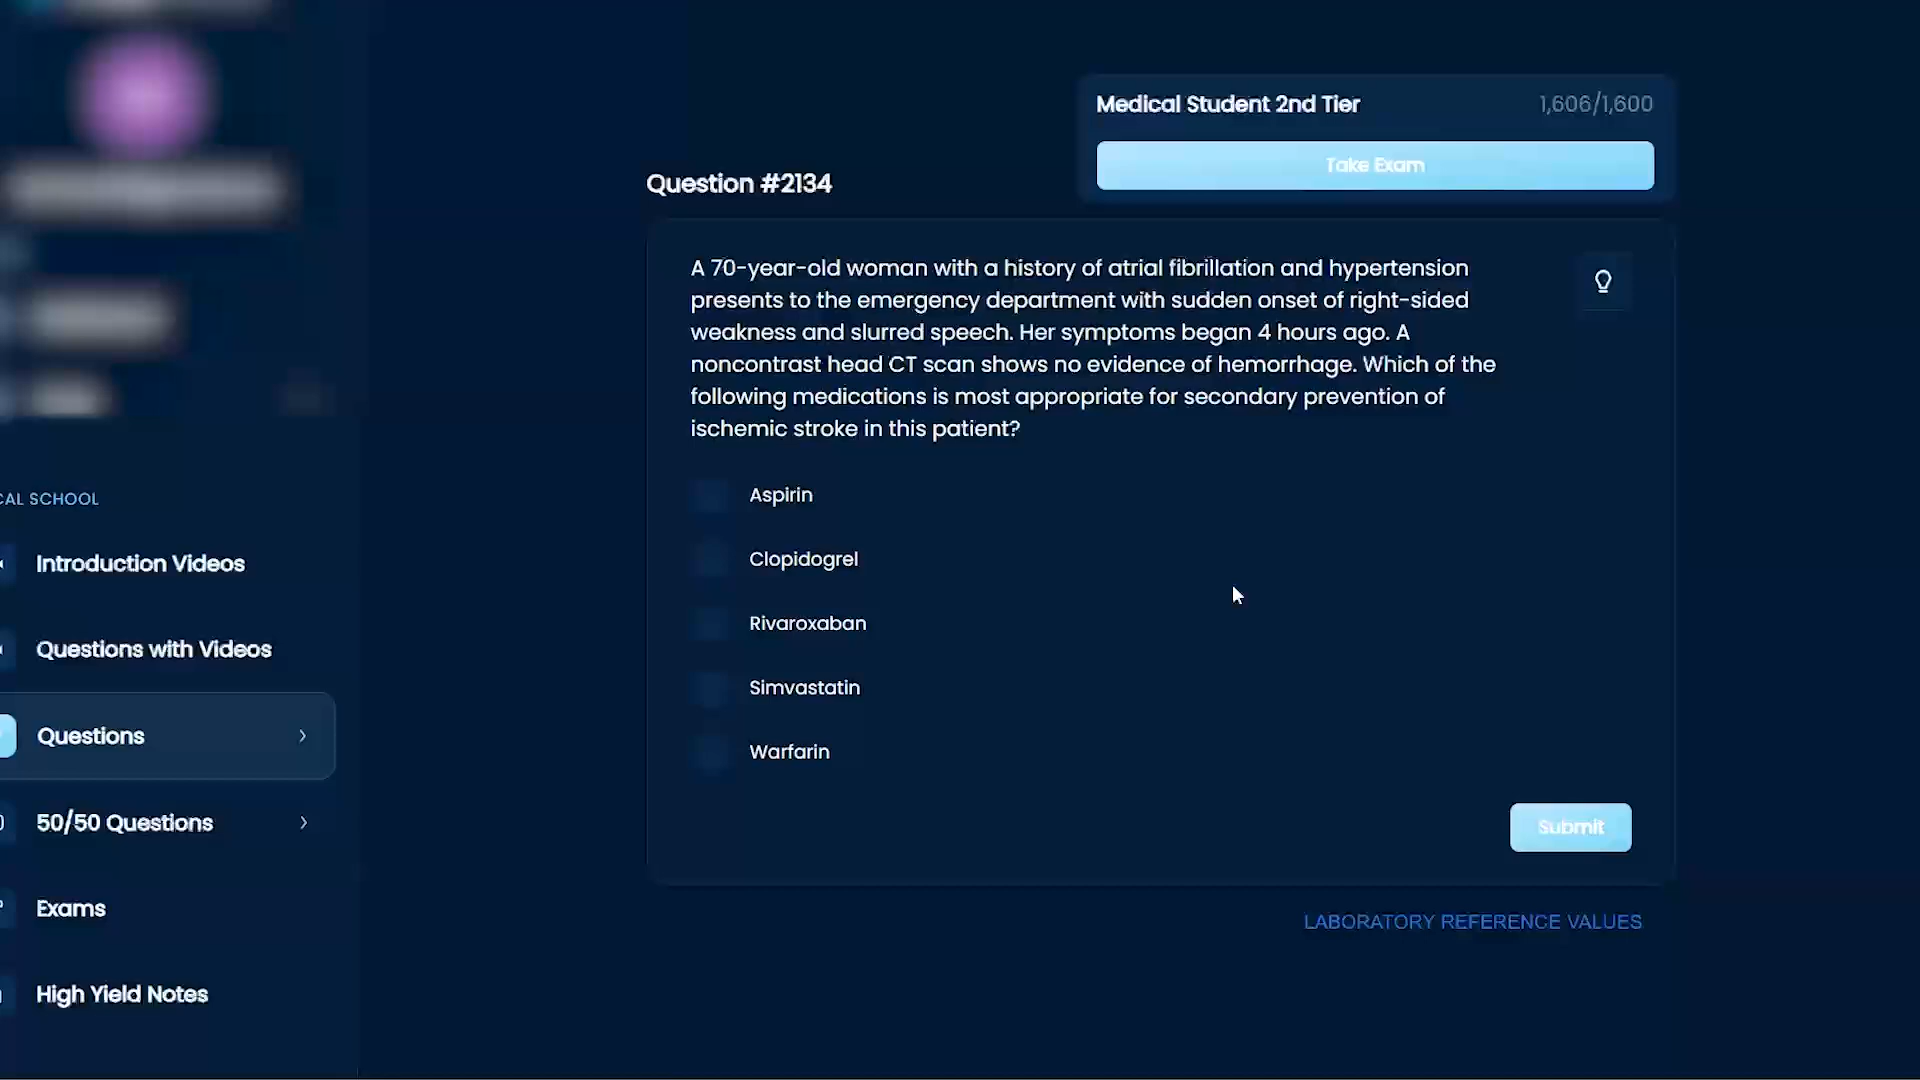 Medical Student 2nd Tier 1,606/1,600
Take Exam
Question #2134
A 70-year-old woman with a history of atrial fibrillation and hypertension
presents to the emergency department with sudden onset of right-sided
weakness and slurred speech. Her symptoms began 4 hours ago. A
noncontrast head CT scan shows no evidence of hemorrhage. Which of the
following medications is most appropriate for secondary prevention of
ischemic stroke in this patient?
Aspirin
Clopidogrel
Rivaroxaban
Simvastatin
Warfarin
Submit
LABORATORY REFERENCE VALUES
CAL SCHOOL
Introduction Videos
Questions with Videos
Questions
50/50 Questions
Exams
High Yield Notes